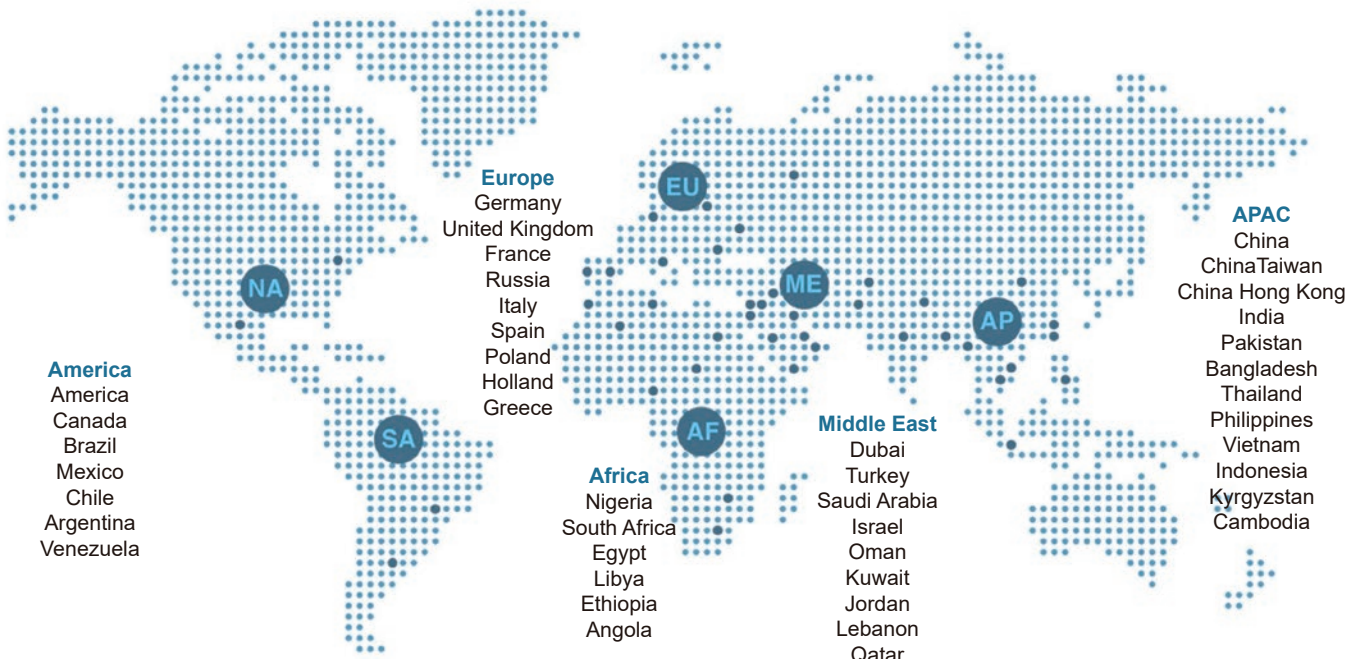 EU
NA
ME
AP
SA
AF
America
America
Canada
Brazil
Mexico
Chile
Argentina
Venezuela
Europe
Germany
United Kingdom
France
Russia
Italy
Spain
Poland
Holland
Greece
Africa
Nigeria
South Africa
Egypt
Libya
Ethiopia
Angola
Middle East
Dubai
Turkey
Saudi Arabia
Israel
Oman
Kuwait
Jordan
Lebanon
Qatar
APAC
China
ChinaTaiwan
China Hong Kong
India
Pakistan
Bangladesh
Thailand
Philippines
Vietnam
Indonesia
Kyrgyzstan
Cambodia